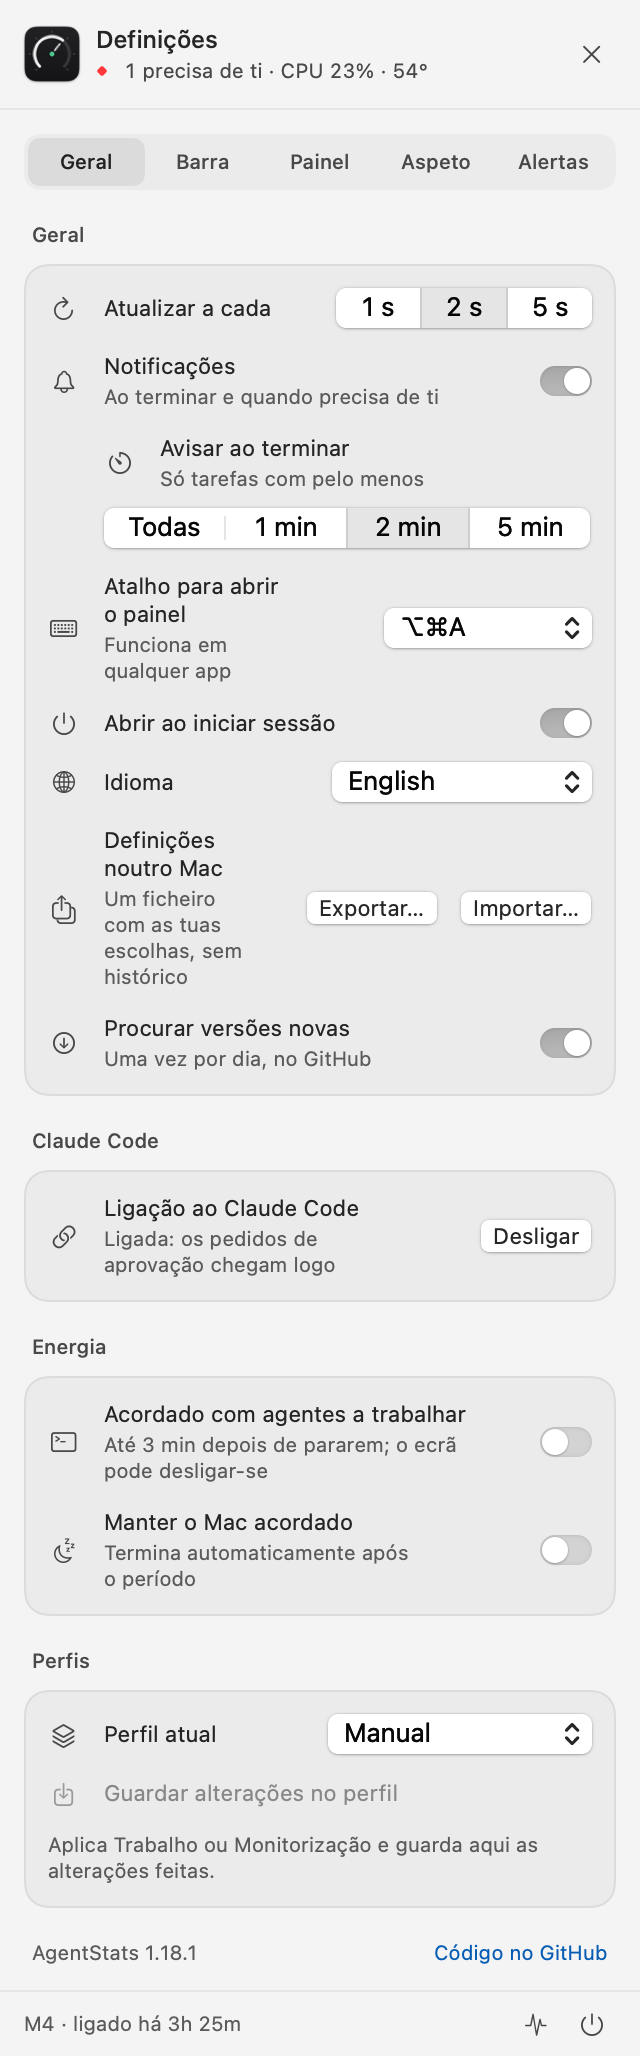 Definições
1 precisa de ti · CPU 23% · 54°
Geral
Barra
Painel
Aspeto
Alertas
Geral
Atualizar a cada
1 s
2 s
5 s
Notificações
Ao terminar e quando precisa de ti
Avisar ao terminar
Só tarefas com pelo menos
Todas
1 min
2 min
5 min
Atalho para abrir
o painel
Funciona em
qualquer app
⌥⌘A
Abrir ao iniciar sessão
Idioma
English
Definições
noutro Mac
Um ficheiro
com as tuas
escolhas, sem
histórico
Exportar...
Importar...
Procurar versões novas
Uma vez por dia, no GitHub
Claude Code
Ligação ao Claude Code
Ligada: os pedidos de
aprovação chegam logo
Desligar
Energia
Acordado com agentes a trabalhar
Até 3 min depois de pararem; o ecrã
pode desligar-se
Manter o Mac acordado
Termina automaticamente após
o período
Perfis
Perfil atual
Manual
Guardar alterações no perfil
Aplica Trabalho ou Monitorização e guarda aqui as
alterações feitas.
AgentStats 1.18.1
Código no GitHub
M4 · ligado há 3h 25m